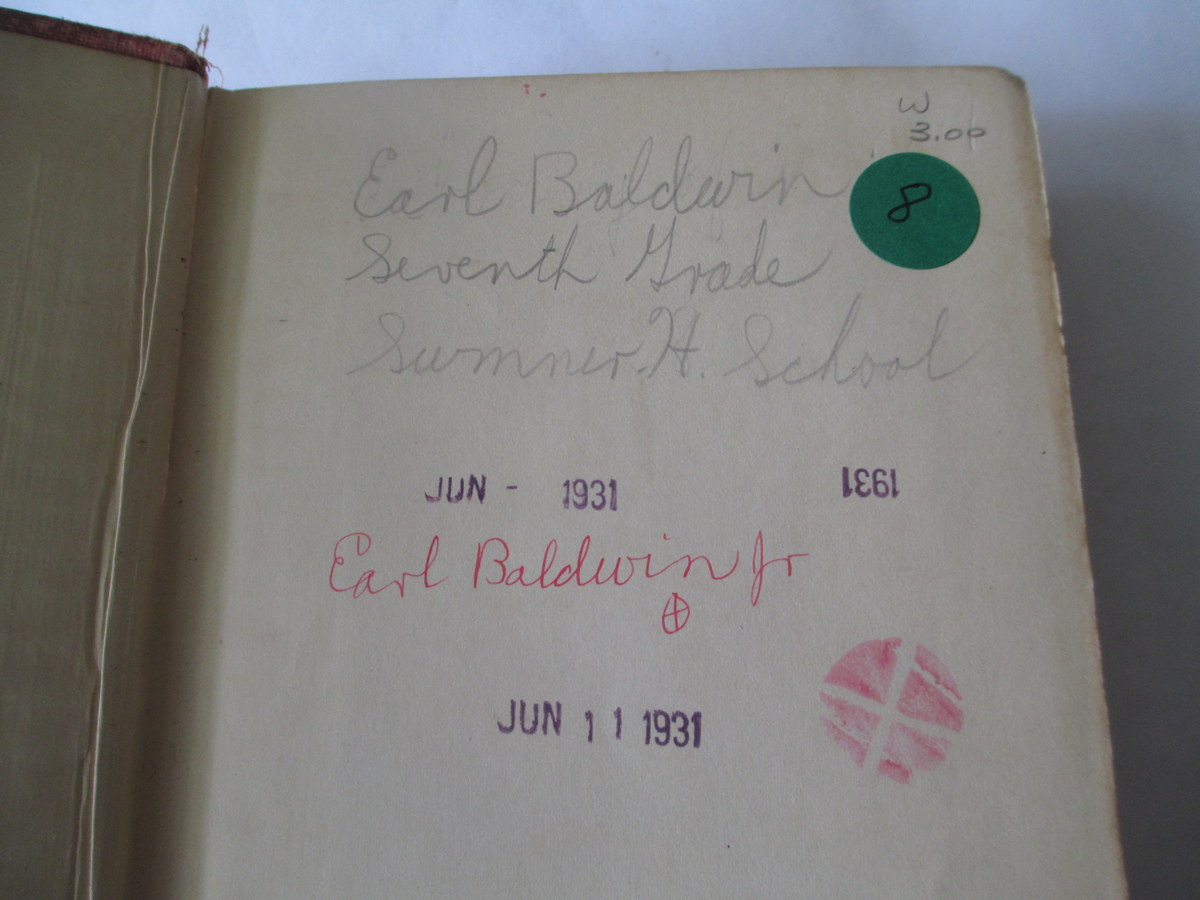 W
3.00
Earl Baldwin
8
Seventh Grade
Sumner. H. School
JUN - 1931
1931
Earl Baldwin Jr
JUN 11 1931